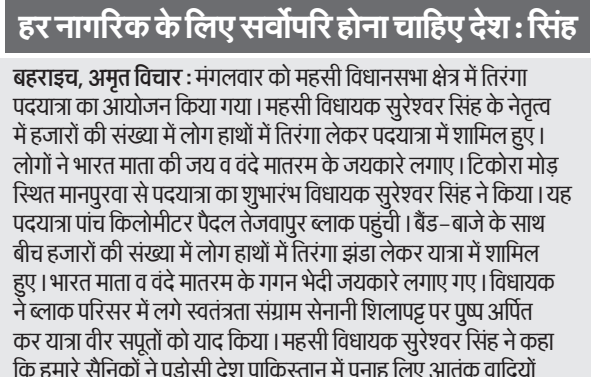 हर नागरिक के लिए सर्वोपरि होना चाहिए देश : सिंह
बहराइच, अमृत विचार : मंगलवार को महसी विधानसभा क्षेत्र में तिरंगा
पदयात्रा का आयोजन किया गया। महसी विधायक सुरेश्वर सिंह के नेतृत्व
में हजारों की संख्या में लोग हाथों में तिरंगा लेकर पदयात्रा में शामिल हुए।
लोगों ने भारत माता की जय व वंदे मातरम के जयकारे लगाए। टिकोरा मोड़
स्थित मानपुरवा से पदयात्रा का शुभारंभ विधायक सुरेश्वर सिंह ने किया। यह
पदयात्रा पांच किलोमीटर पैदल तेजवापुर ब्लाक पहुंची। बैंड-बाजे के साथ
बीच हजारों की संख्या में लोग हाथों में तिरंगा झंडा लेकर यात्रा में शामिल
हुए। भारत माता व वंदे मातरम के गगन भेदी जयकारे लगाए गए। विधायक
ने ब्लाक परिसर में लगे स्वतंत्रता संग्राम सेनानी शिलापट्ट पर पुष्प अर्पित
कर यात्रा वीर सपूतों को याद किया। महसी विधायक सुरेश्वर सिंह ने कहा
कि हमारे सैनिकों ने पड़ोसी देश पाकिस्तान में पनाह लिए आतंक वादियों